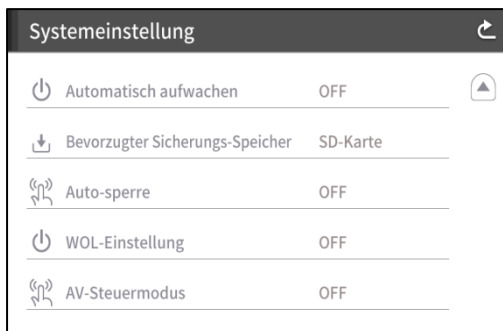 Systemeinstellung
Automatisch aufwachen OFF
Bevorzugter Sicherungs-Speicher SD-Karte
Auto-sperre OFF
WOL-Einstellung OFF
AV-Steuermodus OFF